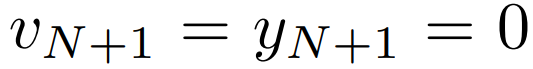 v_{N+1} = y_{N+1} = 0